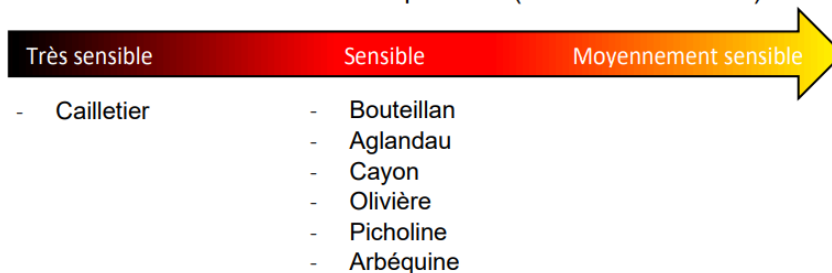 Très sensible Sensible Moyennement sensible
- Cailletier - Bouteillan
- Aglandau
- Cayon
- Olivière
- Picholine
- Arbéquine